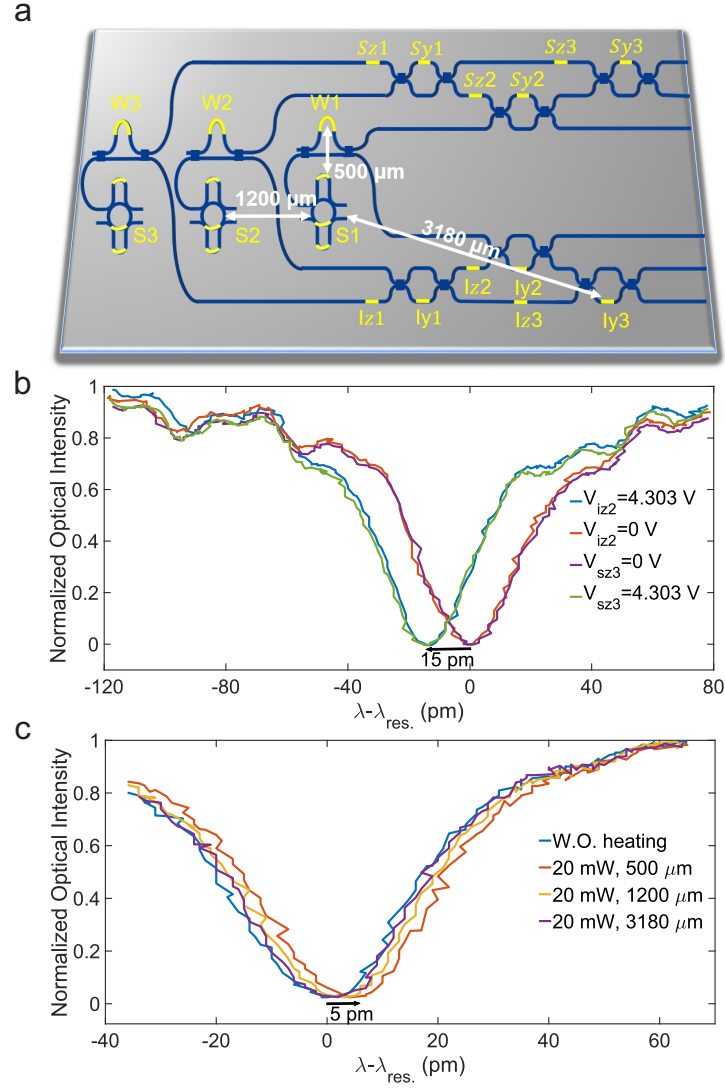 a
Sz1 Sy1 Sz3 Sy3
Sz2 Sy2
W3 W2 W1
500 μm
1200 μm
3180 μm
S3 S2 S1
Iz2 Iy2
Iz1 Iy1 Iz3 Iy3
b
1
0.8
0.6
0.4
0.2
0
Normalized Optical Intensity
V_iz2=4.303 V
V_iz2=0 V
V_sz3=0 V
V_sz3=4.303 V
15 pm
-120 -80 -40 0 40 80
λ-λ_res. (pm)
c
1
0.8
0.6
0.4
0.2
0
Normalized Optical Intensity
W.O. heating
20 mW, 500 μm
20 mW, 1200 μm
20 mW, 3180 μm
5 pm
-40 -20 0 20 40 60
λ-λ_res. (pm)